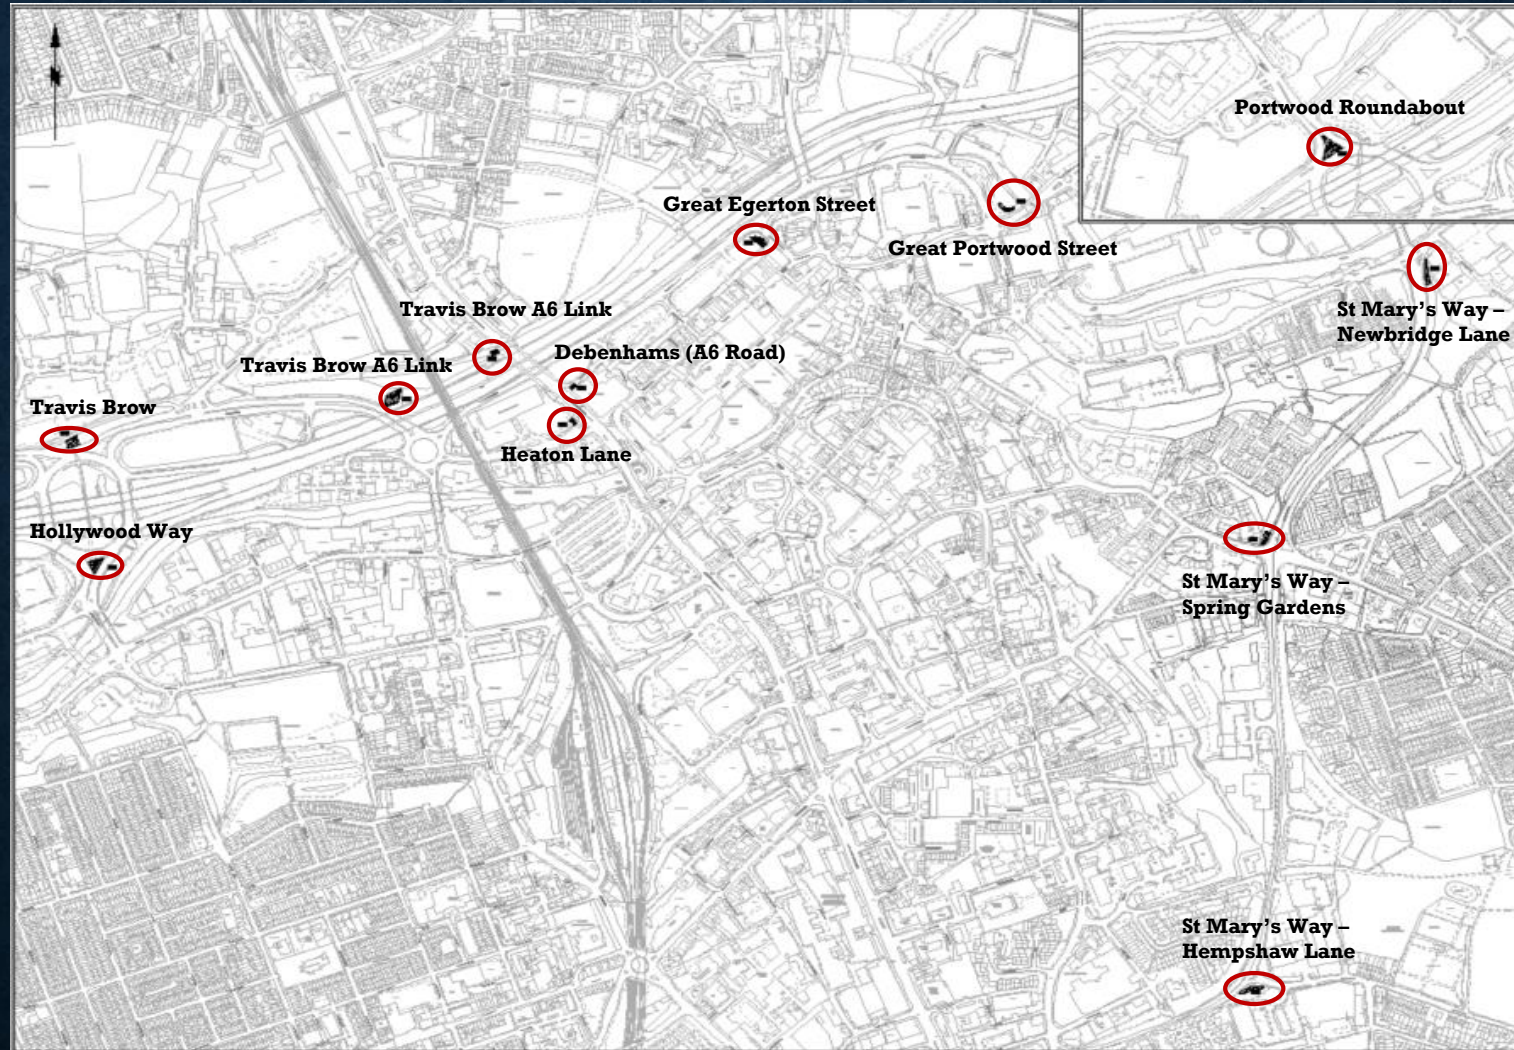 Portwood Roundabout
Great Egerton Street
Great Portwood Street
Travis Brow A6 Link
St Mary's Way –
Newbridge Lane
Debenhams (A6 Road)
Travis Brow A6 Link
Travis Brow
Heaton Lane
Hollywood Way
St Mary's Way –
Spring Gardens
St Mary's Way –
Hempshaw Lane